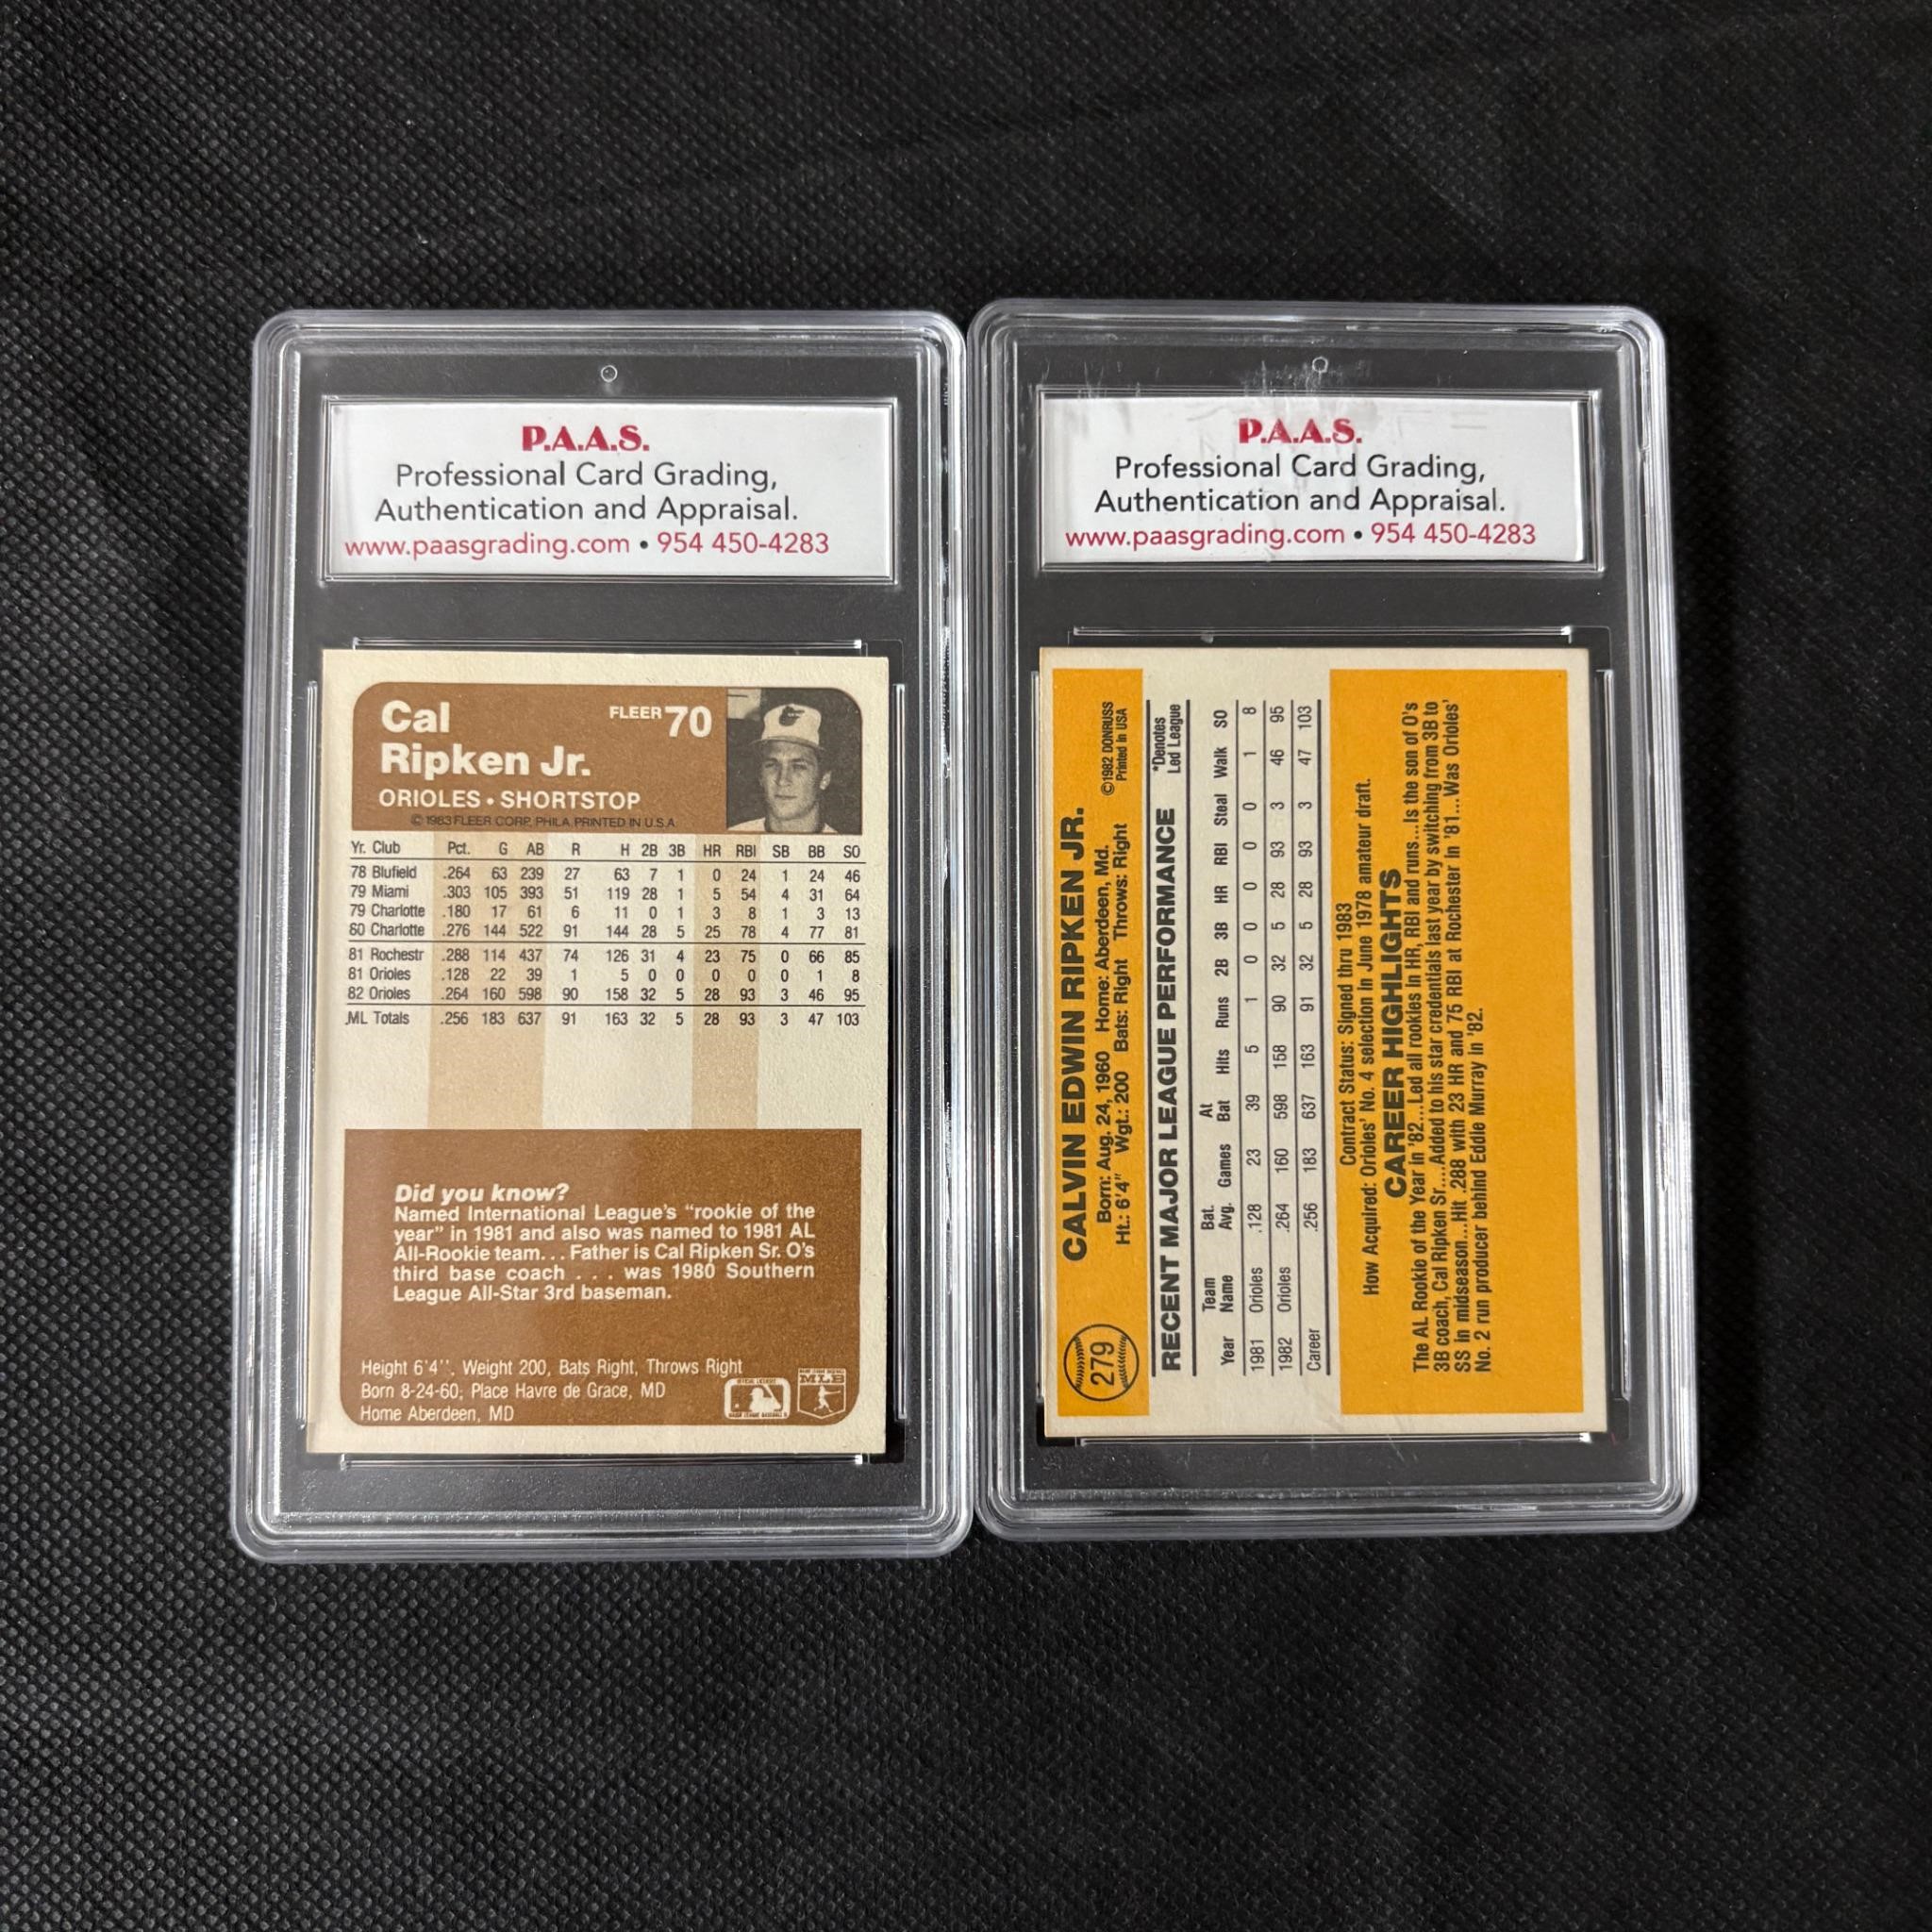 P.A.A.S.
Professional Card Grading,
Authentication and Appraisal.
www.paasgrading.com • 954 450-4283
Cal
Ripken Jr.
FLEER 70
ORIOLES • SHORTSTOP
© 1983 FLEER CORP. PHILA. PRINTED IN U.S.A.
Yr. Club Pct. G AB R H 2B 3B HR RBI SB BB SO
78 Blufield .264 63 239 27 63 7 1 0 24 1 24 46
79 Miami .303 105 393 51 119 28 1 5 54 4 31 64
79 Charlotte .180 17 61 6 11 0 1 3 8 1 3 13
80 Charlotte .276 144 522 91 144 28 5 25 78 4 77 81
81 Rochestr .288 114 437 74 126 31 4 23 75 0 66 85
81 Orioles .128 22 39 1 5 0 0 0 0 0 1 8
82 Orioles .264 160 598 90 158 32 5 28 93 3 46 95
ML Totals .256 183 637 91 163 32 5 28 93 3 47 103
Did you know?
Named International League's "rookie of the
year" in 1981 and also was named to 1981 AL
All-Rookie team... Father is Cal Ripken Sr. O's
third base coach . . . was 1980 Southern
League All-Star 3rd baseman.
Height 6'4''. Weight 200, Bats Right, Throws Right
Born 8-24-60; Place Havre de Grace, MD
Home Aberdeen, MD
MLB
P.A.A.S.
Professional Card Grading,
Authentication and Appraisal.
www.paasgrading.com • 954 450-4283
279
CALVIN EDWIN RIPKEN JR.
Born: Aug. 24, 1960 Home: Aberdeen, Md.
Ht.: 6'4" Wgt.: 200 Bats: Right Throws: Right
©1982 DONRUSS
Printed in USA
RECENT MAJOR LEAGUE PERFORMANCE
*Denotes
Led League
Year Team Name Bat. Avg. Games At Bat Hits Runs 2B 3B HR RBI Steal Walk SO
1981 Orioles .128 23 39 5 1 0 0 0 0 0 1 8
1982 Orioles .264 160 598 158 90 32 5 28 93 3 46 95
Career .256 183 637 163 91 32 5 28 93 3 47 103
Contract Status: Signed thru 1983
How Acquired: Orioles' No. 4 selection in June 1978 amateur draft.
CAREER HIGHLIGHTS
The AL Rookie of the Year in '82...Led all rookies in HR, RBI and runs...Is the son of O's
3B coach, Cal Ripken Sr....Added to his star credentials last year by switching from 3B to
SS in midseason...Hit .288 with 23 HR and 75 RBI at Rochester in '81...Was Orioles'
No. 2 run producer behind Eddie Murray in '82.